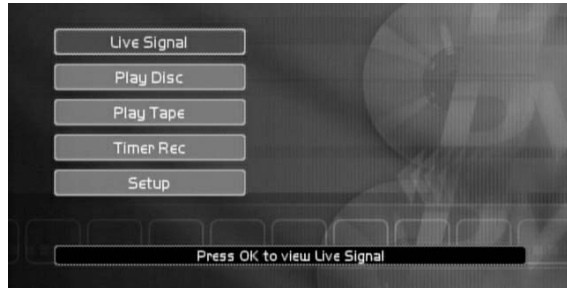 Live Signal
Play Disc
Play Tape
Timer Rec
Setup
Press OK to view Live Signal